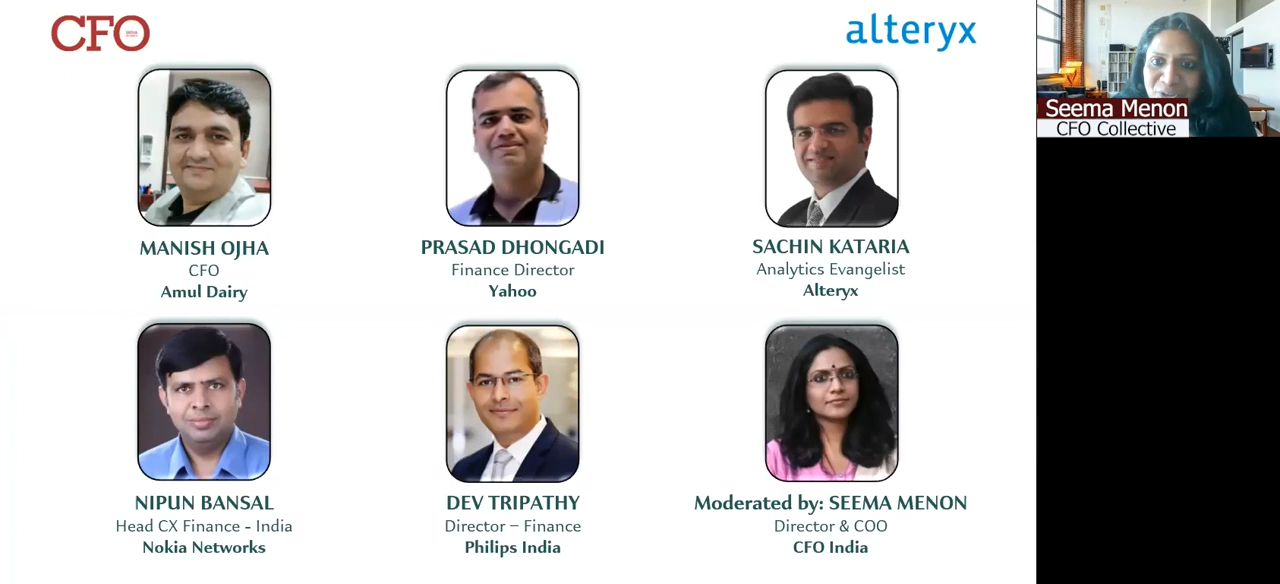 CFO
alteryx
Seema Menon
CFO Collective
MANISH OJHA
CFO
Amul Dairy
PRASAD DHONGADI
Finance Director
Yahoo
SACHIN KATARIA
Analytics Evangelist
Alteryx
NIPUN BANSAL
Head CX Finance - India
Nokia Networks
DEV TRIPATHY
Director – Finance
Philips India
Moderated by: SEEMA MENON
Director & COO
CFO India